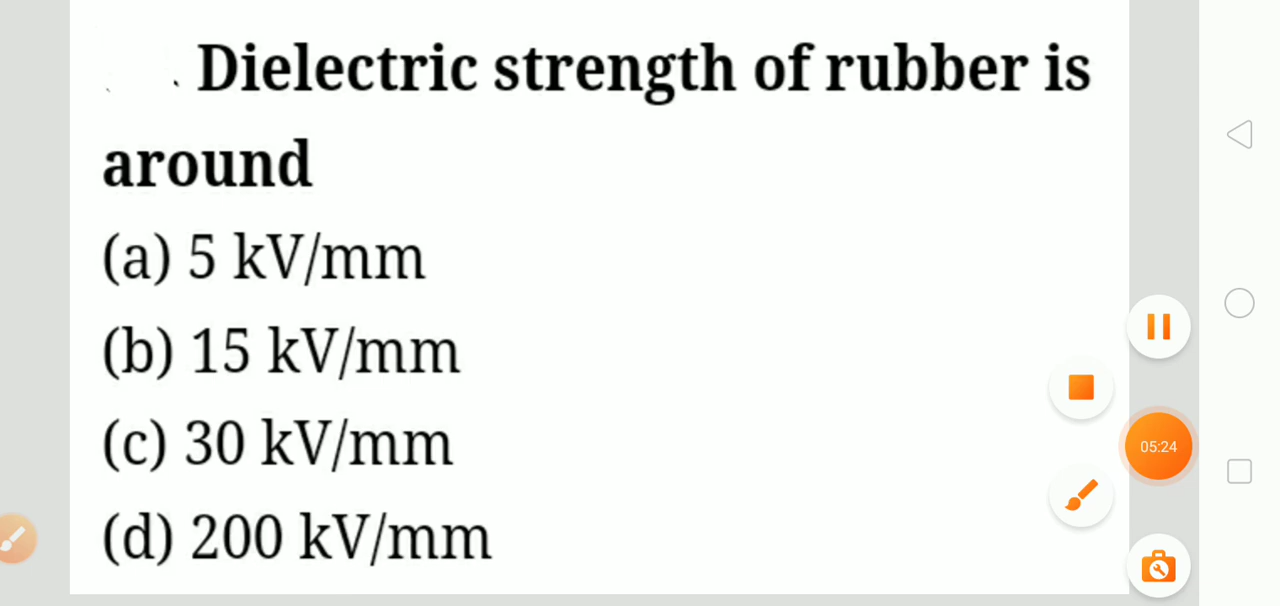 Dielectric strength of rubber is
around
(a) 5 kV/mm
(b) 15 kV/mm
(c) 30 kV/mm
(d) 200 kV/mm
05:24